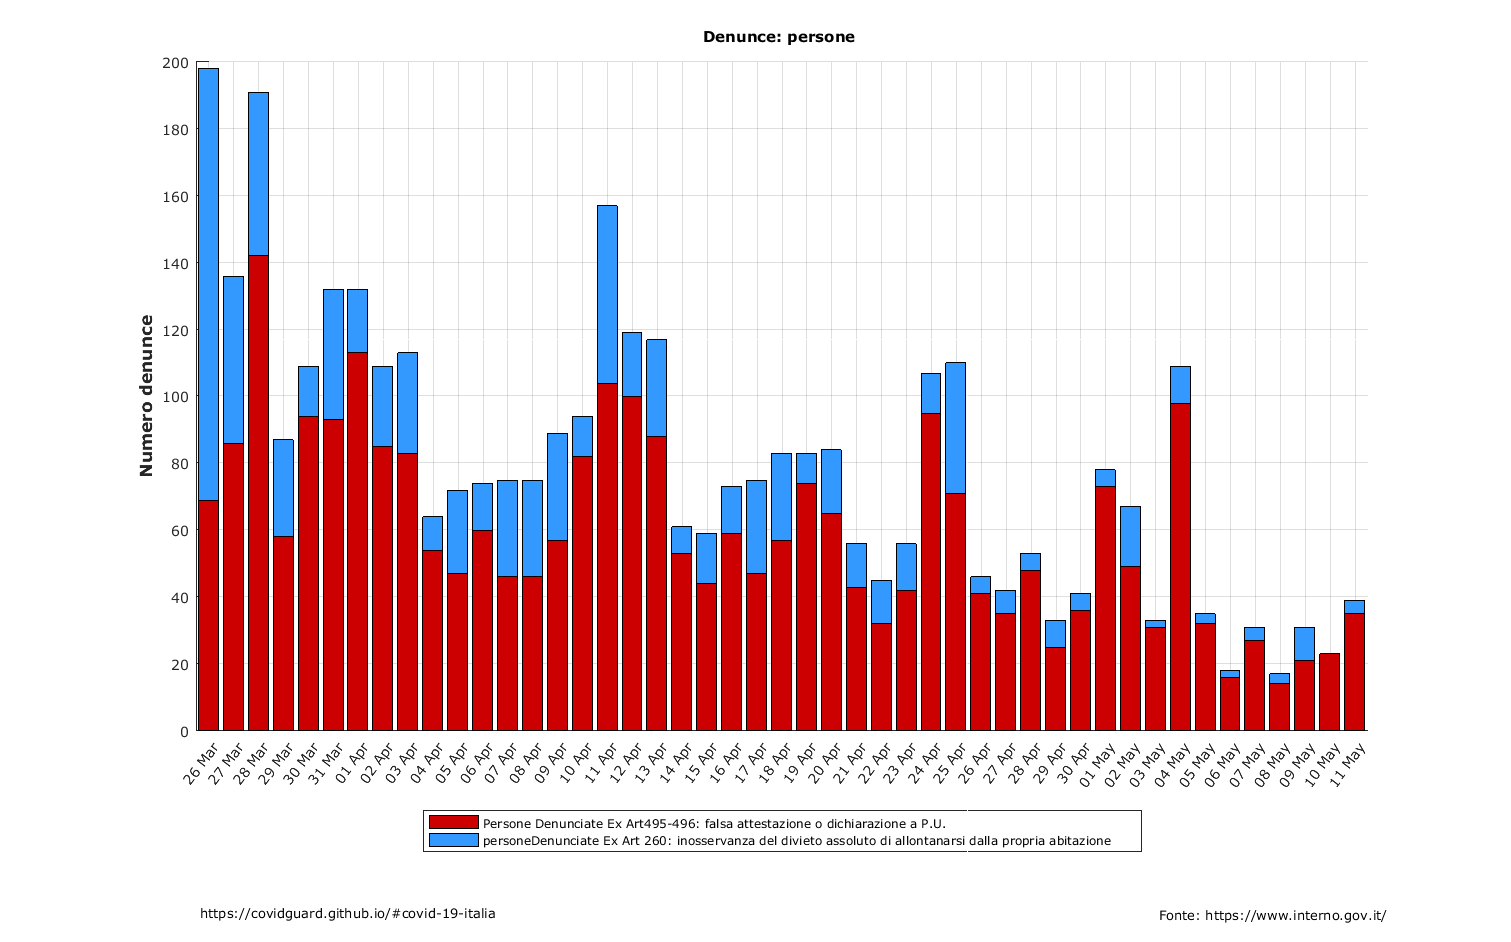 Denunce: persone
Numero denunce
200
180
160
140
120
100
80
60
40
20
0
26 Mar
27 Mar
28 Mar
29 Mar
30 Mar
31 Mar
01 Apr
02 Apr
03 Apr
04 Apr
05 Apr
06 Apr
07 Apr
08 Apr
09 Apr
10 Apr
11 Apr
12 Apr
13 Apr
14 Apr
15 Apr
16 Apr
17 Apr
18 Apr
19 Apr
20 Apr
21 Apr
22 Apr
23 Apr
24 Apr
25 Apr
26 Apr
27 Apr
28 Apr
29 Apr
30 Apr
01 May
02 May
03 May
04 May
05 May
06 May
07 May
08 May
09 May
10 May
11 May
Persone Denunciate Ex Art495-496: falsa attestazione o dichiarazione a P.U.
personeDenunciate Ex Art 260: inosservanza del divieto assoluto di allontanarsi dalla propria abitazione
https://covidguard.github.io/#covid-19-italia
Fonte: https://www.interno.gov.it/